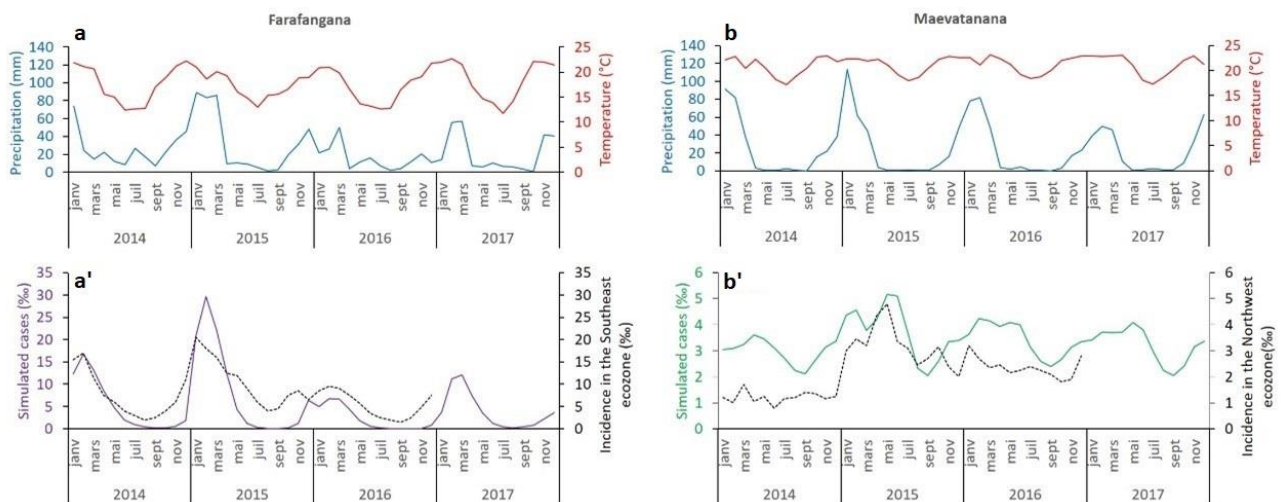 Farafangana
a
Precipitation (mm)
140
120
100
80
60
40
20
0
25
20
15
10
5
0
Temperature (°C)
janv
mars
mai
juil
sept
nov
janv
mars
mai
juil
sept
nov
janv
mars
mai
juil
sept
nov
janv
mars
mai
juil
sept
nov
2014
2015
2016
2017
Maevatanana
b
Precipitation (mm)
140
120
100
80
60
40
20
0
25
20
15
10
5
0
Temperature (°C)
janv
mars
mai
juil
sept
nov
janv
mars
mai
juil
sept
nov
janv
mars
mai
juil
sept
nov
janv
mars
mai
juil
sept
nov
2014
2015
2016
2017
a'
Simulated cases (‰)
35
30
25
20
15
10
5
0
35
30
25
20
15
10
5
0
Incidence in the Southeast
ecozone (‰)
janv
mars
mai
juil
sept
nov
janv
mars
mai
juil
sept
nov
janv
mars
mai
juil
sept
nov
janv
mars
mai
juil
sept
nov
2014
2015
2016
2017
b'
Simulated cases (‰)
6
5
4
3
2
1
0
6
5
4
3
2
1
0
Incidence in the Northwest
ecozone(‰)
janv
mars
mai
juil
sept
nov
janv
mars
mai
juil
sept
nov
janv
mars
mai
juil
sept
nov
janv
mars
mai
juil
sept
nov
2014
2015
2016
2017